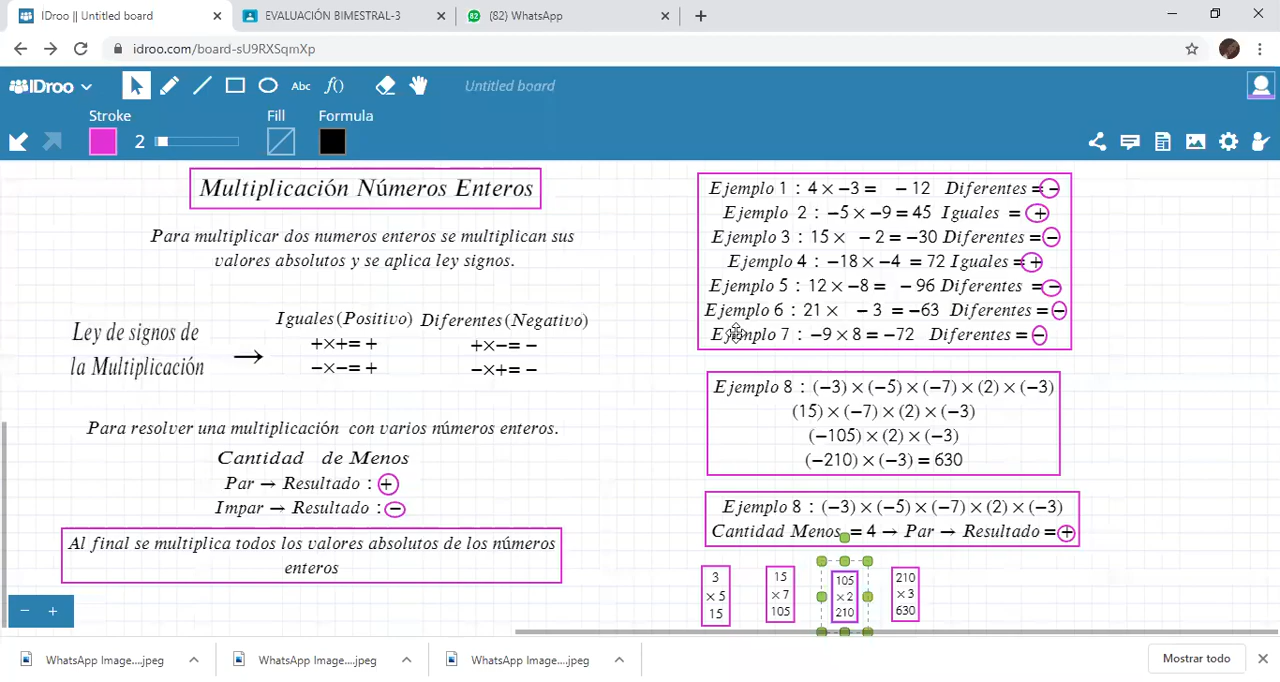 IDroo || Untitled board
EVALUACIÓN BIMESTRAL-3
(82) WhatsApp
idroo.com/board-sU9RXSqmXp
IDroo
Abc
f()
Untitled board
Stroke
Fill
Formula
2
Multiplicación Números Enteros
Para multiplicar dos numeros enteros se multiplican sus
valores absolutos y se aplica ley signos.
Ley de signos de
la Multiplicación
→
Iguales(Positivo)
+×+= +
−×−= +
Diferentes(Negativo)
+×−= −
−×+= −
Para resolver una multiplicación con varios números enteros.
Cantidad de Menos
Par → Resultado : +
Impar → Resultado : −
Al final se multiplica todos los valores absolutos de los números
enteros
Ejemplo 1 : 4 × −3 = − 12 Diferentes = −
Ejemplo 2 : −5 × −9 = 45 Iguales = +
Ejemplo 3 : 15 × − 2 = −30 Diferentes = −
Ejemplo 4 : −18 × −4 = 72 Iguales = +
Ejemplo 5 : 12 × −8 = − 96 Diferentes = −
Ejemplo 6 : 21 × − 3 = −63 Diferentes = −
Ejemplo 7 : −9 × 8 = −72 Diferentes = −
Ejemplo 8 : (−3) × (−5) × (−7) × (2) × (−3)
(15) × (−7) × (2) × (−3)
(−105) × (2) × (−3)
(−210) × (−3) = 630
Ejemplo 8 : (−3) × (−5) × (−7) × (2) × (−3)
Cantidad Menos = 4 → Par → Resultado = +
3
× 5
15
15
× 7
105
105
× 2
210
210
× 3
630
WhatsApp Image....jpeg
WhatsApp Image....jpeg
WhatsApp Image....jpeg
Mostrar todo